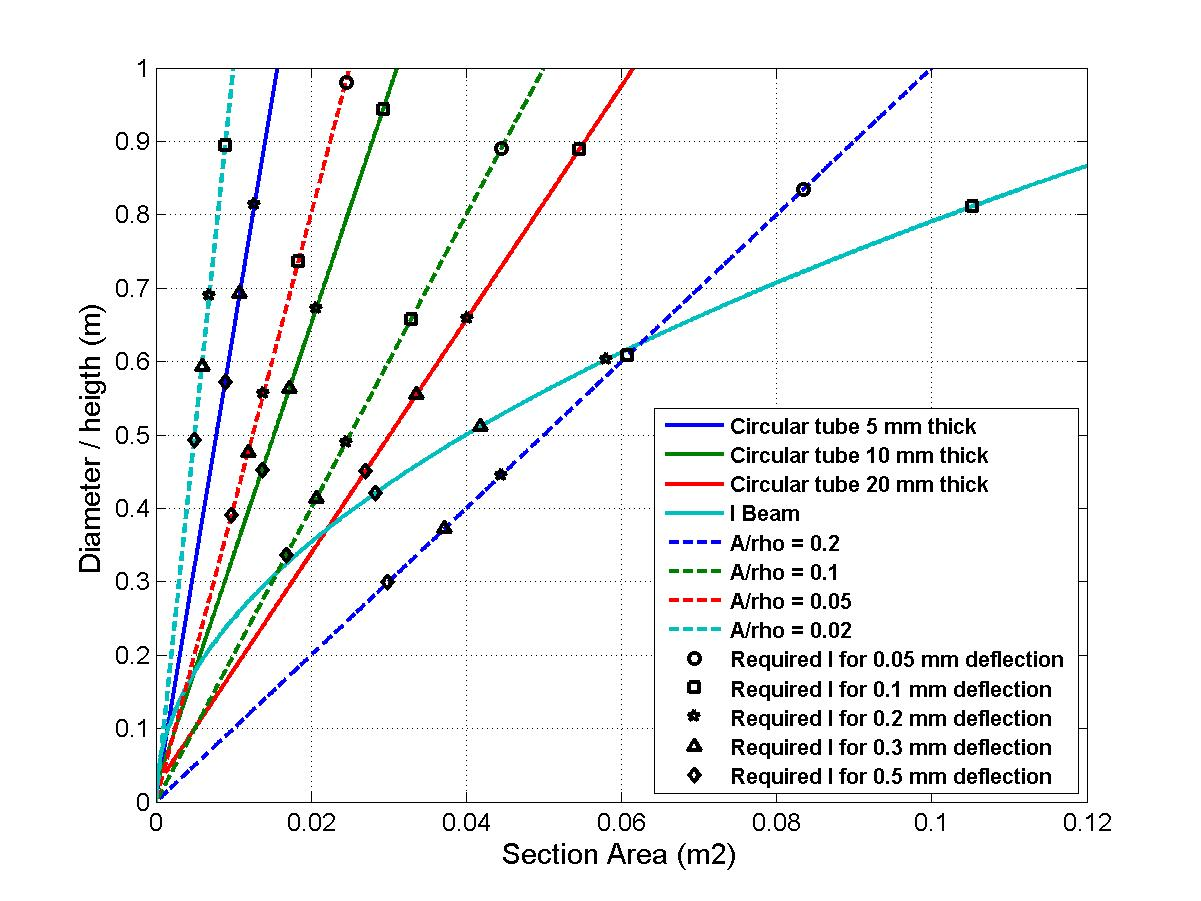 1
0.9
0.8
0.7
0.6
0.5
0.4
0.3
0.2
0.1
0
Diameter / heigth (m)
0 0.02 0.04 0.06 0.08 0.1 0.12
Section Area (m2)
Circular tube 5 mm thick
Circular tube 10 mm thick
Circular tube 20 mm thick
I Beam
A/rho = 0.2
A/rho = 0.1
A/rho = 0.05
A/rho = 0.02
Required I for 0.05 mm deflection
Required I for 0.1 mm deflection
Required I for 0.2 mm deflection
Required I for 0.3 mm deflection
Required I for 0.5 mm deflection